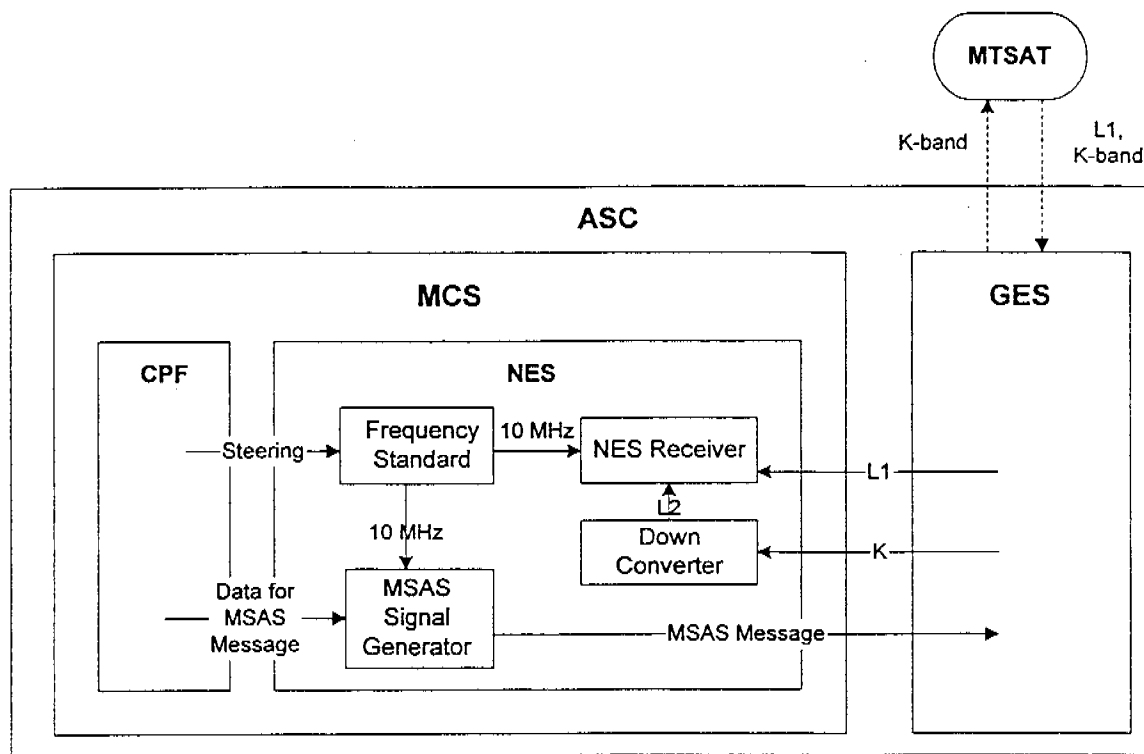 MTSAT
K-band
L1,
K-band
ASC
MCS
GES
CPF
NES
Steering
Frequency
Standard
10 MHz
NES Receiver
L1
L2
10 MHz
Down
Converter
K
Data for
MSAS
Message
MSAS
Signal
Generator
MSAS Message